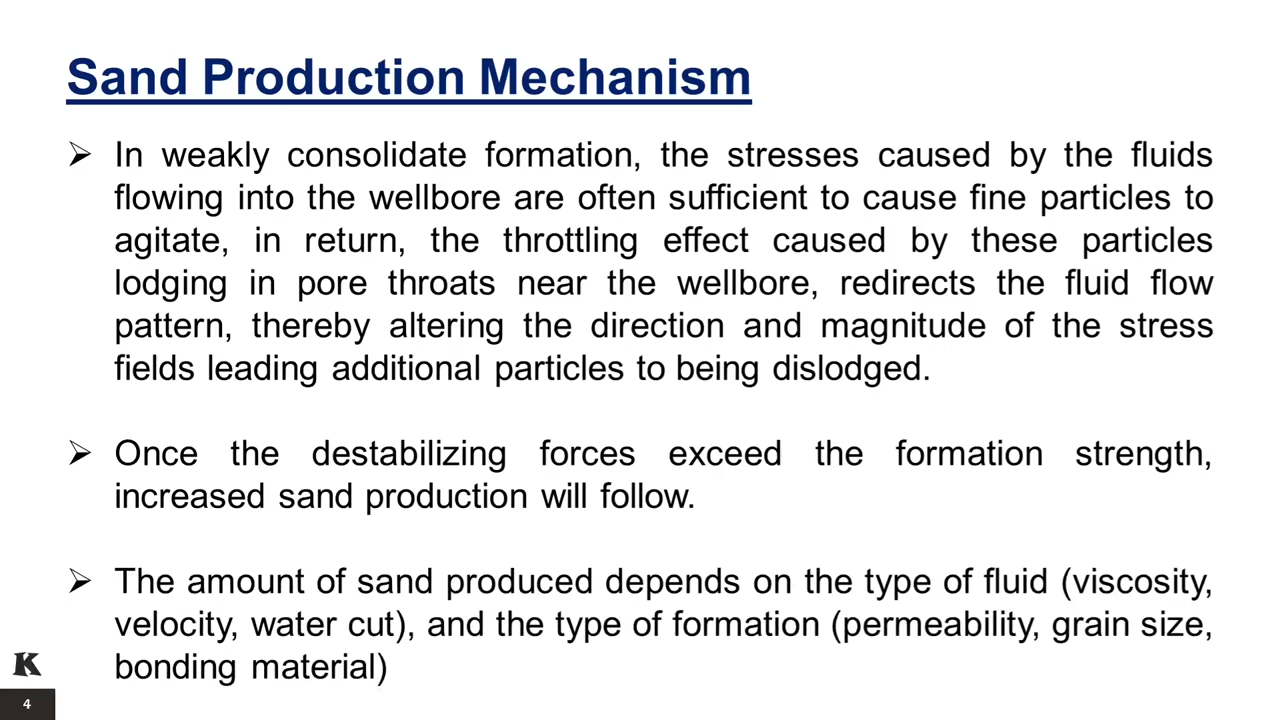 Sand Production Mechanism
➢ In weakly consolidate formation, the stresses caused by the fluids
flowing into the wellbore are often sufficient to cause fine particles to
agitate, in return, the throttling effect caused by these particles
lodging in pore throats near the wellbore, redirects the fluid flow
pattern, thereby altering the direction and magnitude of the stress
fields leading additional particles to being dislodged.
➢ Once the destabilizing forces exceed the formation strength,
increased sand production will follow.
➢ The amount of sand produced depends on the type of fluid (viscosity,
velocity, water cut), and the type of formation (permeability, grain size,
bonding material)
K
4